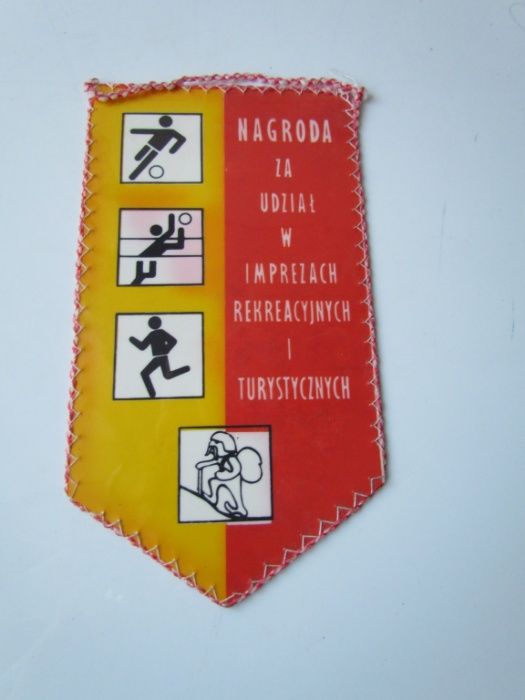 NAGRODA
ZA
UDZIAŁ
W
IMPREZACH
REKREACYJNYCH
I
TURYSTYCZNYCH